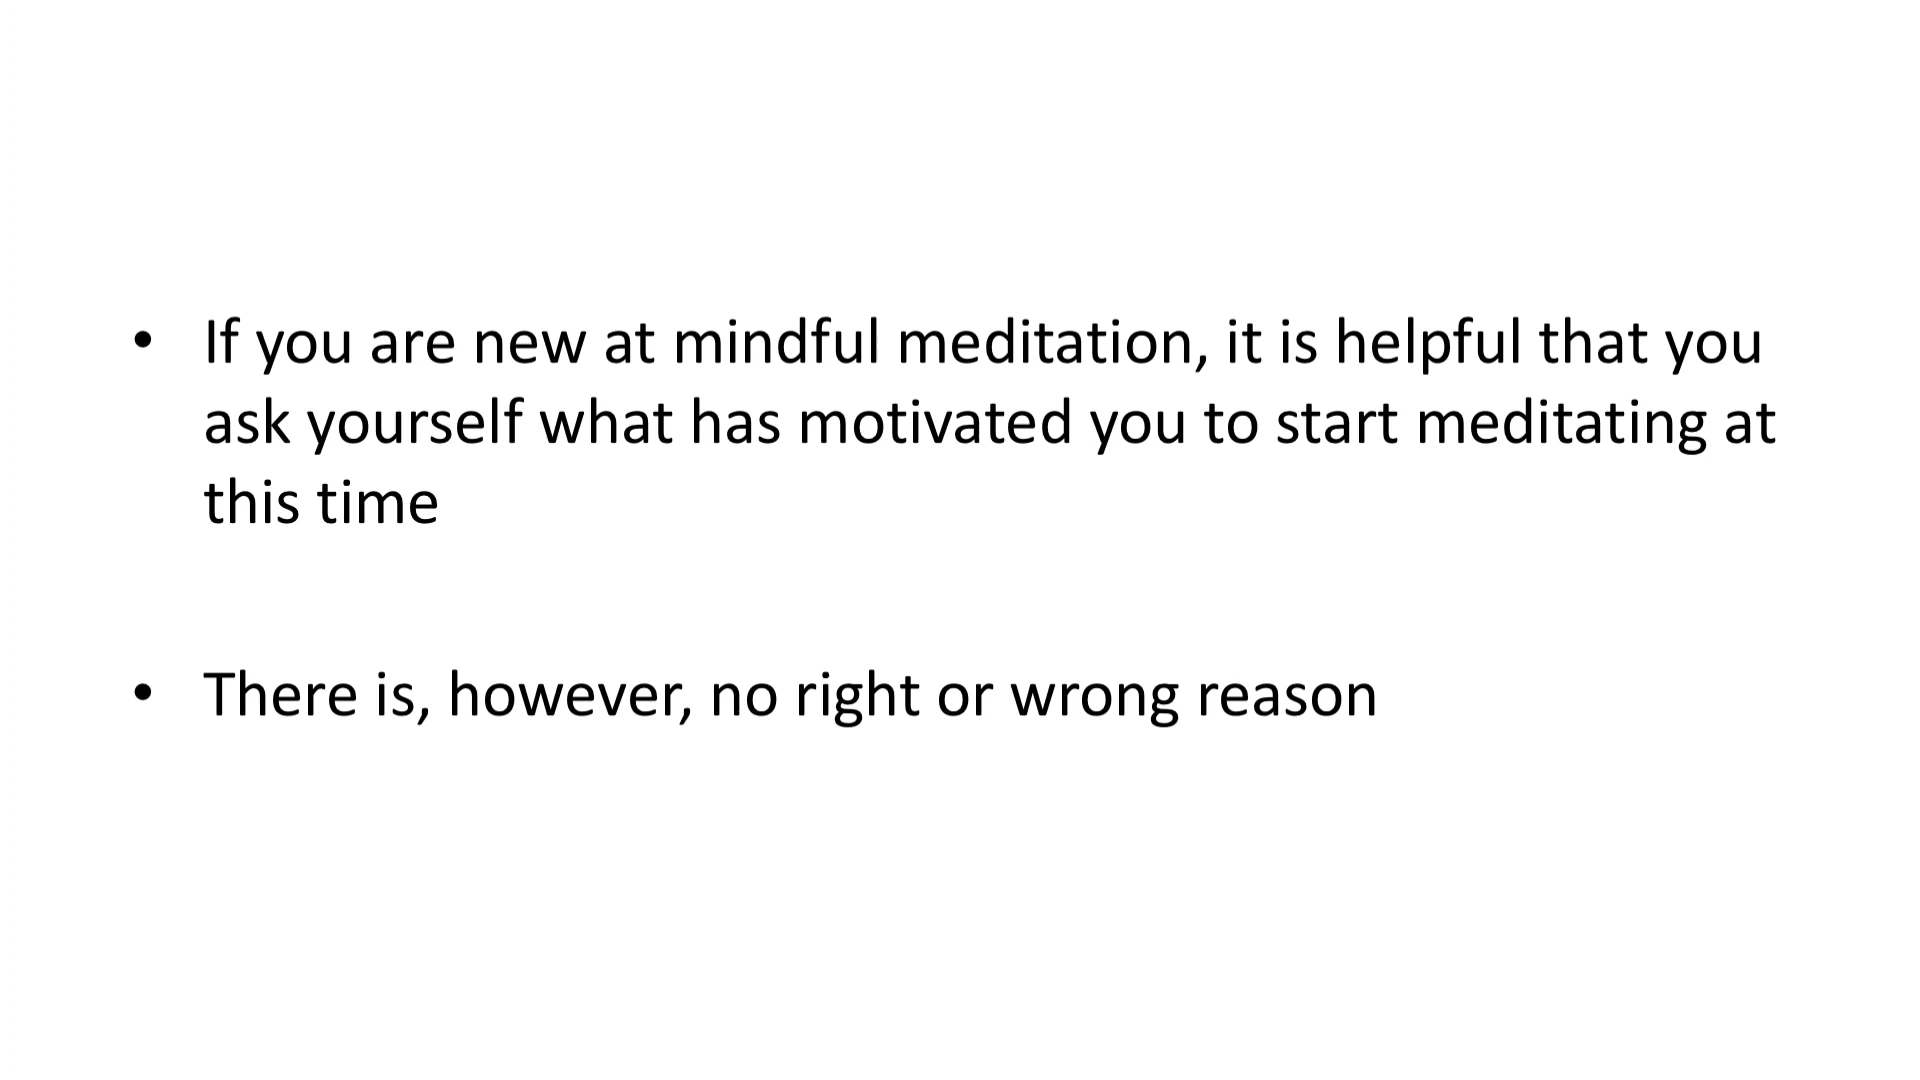 • If you are new at mindful meditation, it is helpful that you
ask yourself what has motivated you to start meditating at
this time
• There is, however, no right or wrong reason